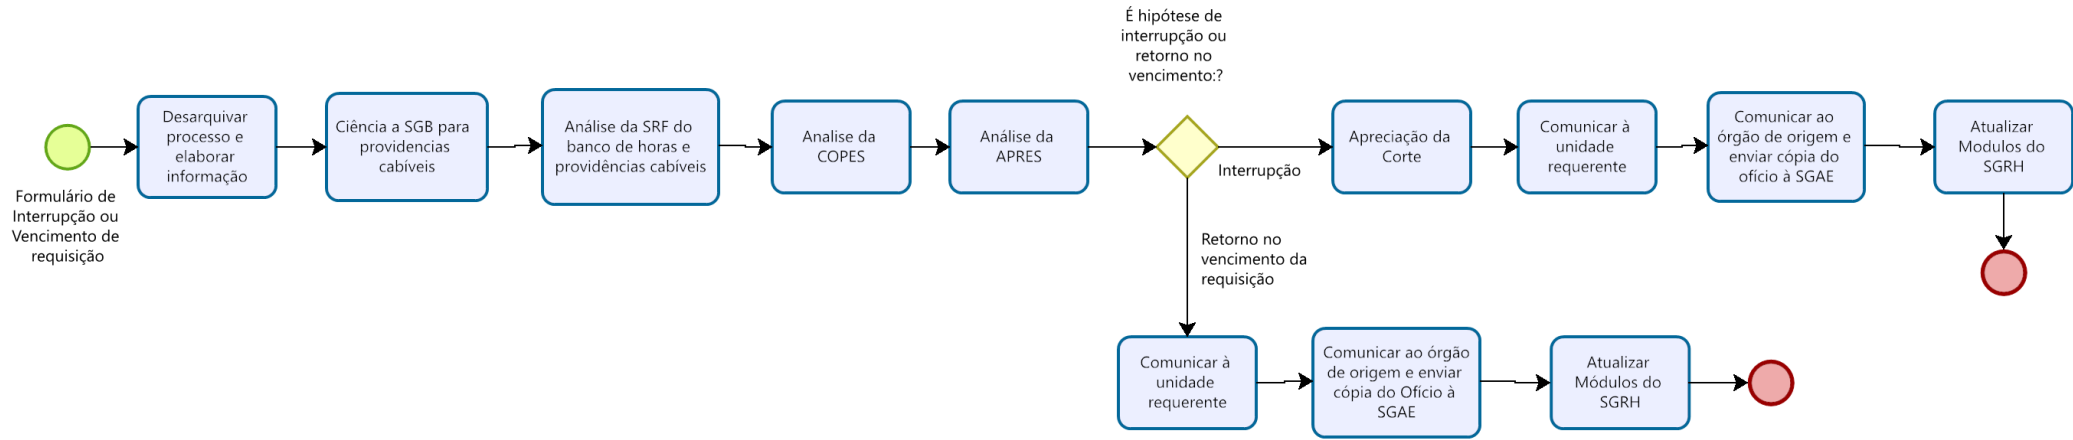 Formulário de
Interrupção ou
Vencimento de
requisição
Desarquivar
processo e
elaborar
informação
Ciência a SGB para
providencias
cabíveis
Análise da SRF do
banco de horas e
providências cabíveis
Analise da
COPES
Análise da
APRES
É hipótese de
interrupção ou
retorno no
vencimento:?
Interrupção
Apreciação da
Corte
Comunicar à
unidade
requerente
Comunicar ao
órgão de origem e
enviar cópia do
ofício à SGAE
Atualizar
Modulos do
SGRH
Retorno no
vencimento da
requisição
Comunicar à
unidade
requerente
Comunicar ao órgão
de origem e enviar
cópia do Ofício à
SGAE
Atualizar
Módulos do
SGRH